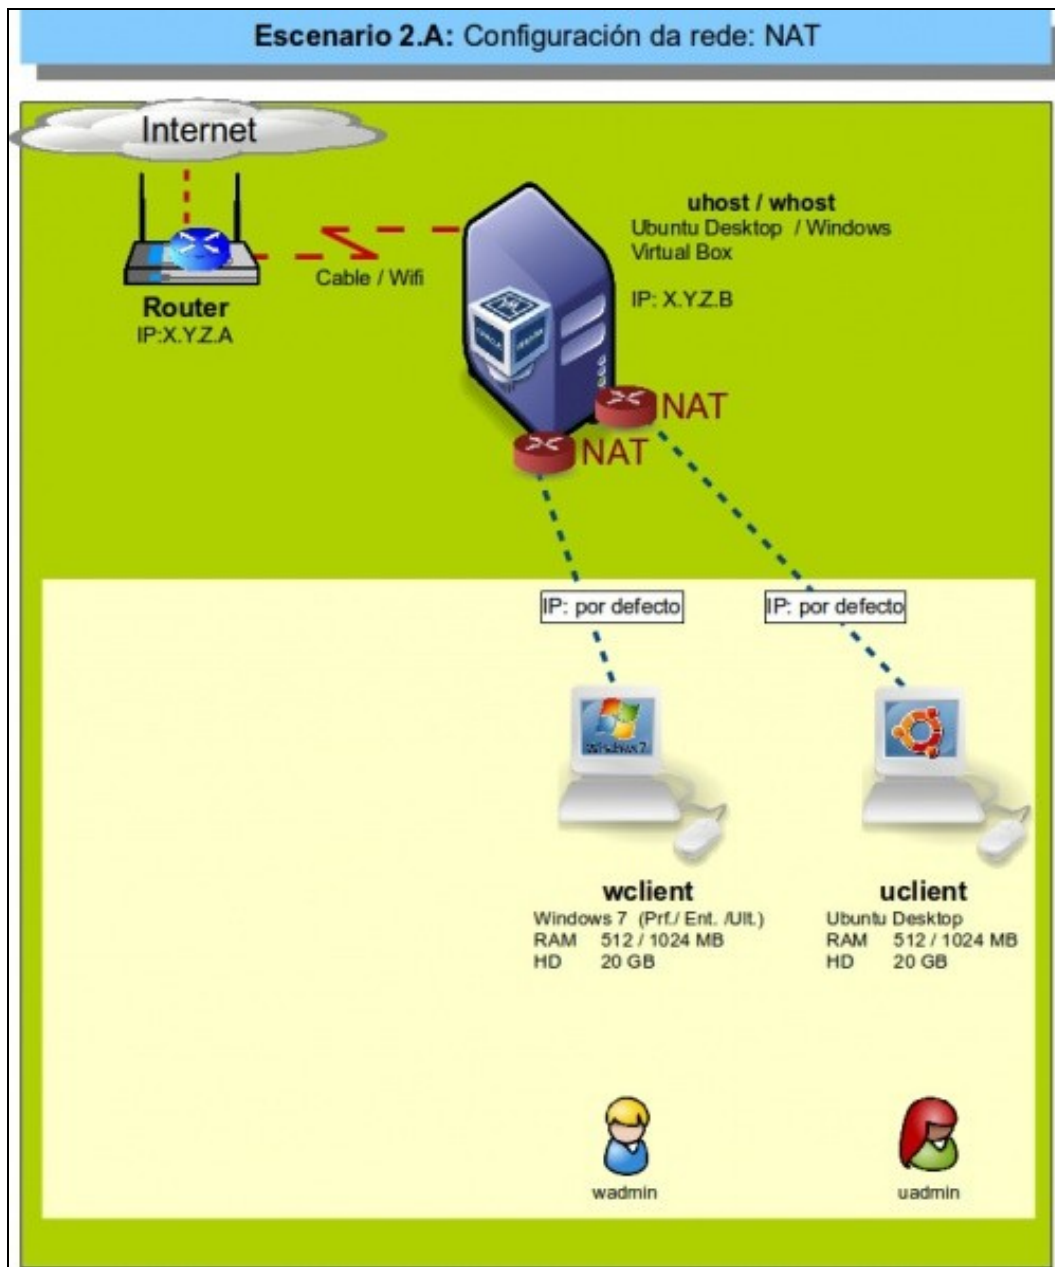 Escenario 2.A: Configuración da rede: NAT
Internet
Router
IP:X.Y.Z.A
Cable / Wifi
uhost / whost
Ubuntu Desktop / Windows
Virtual Box
IP: X.Y.Z.B
NAT
NAT
IP: por defecto
IP: por defecto
Windows7
wclient
Windows 7 (Prf./ Ent. /Ult.)
RAM 512 / 1024 MB
HD 20 GB
uclient
Ubuntu Desktop
RAM 512 / 1024 MB
HD 20 GB
wadmin
uadmin